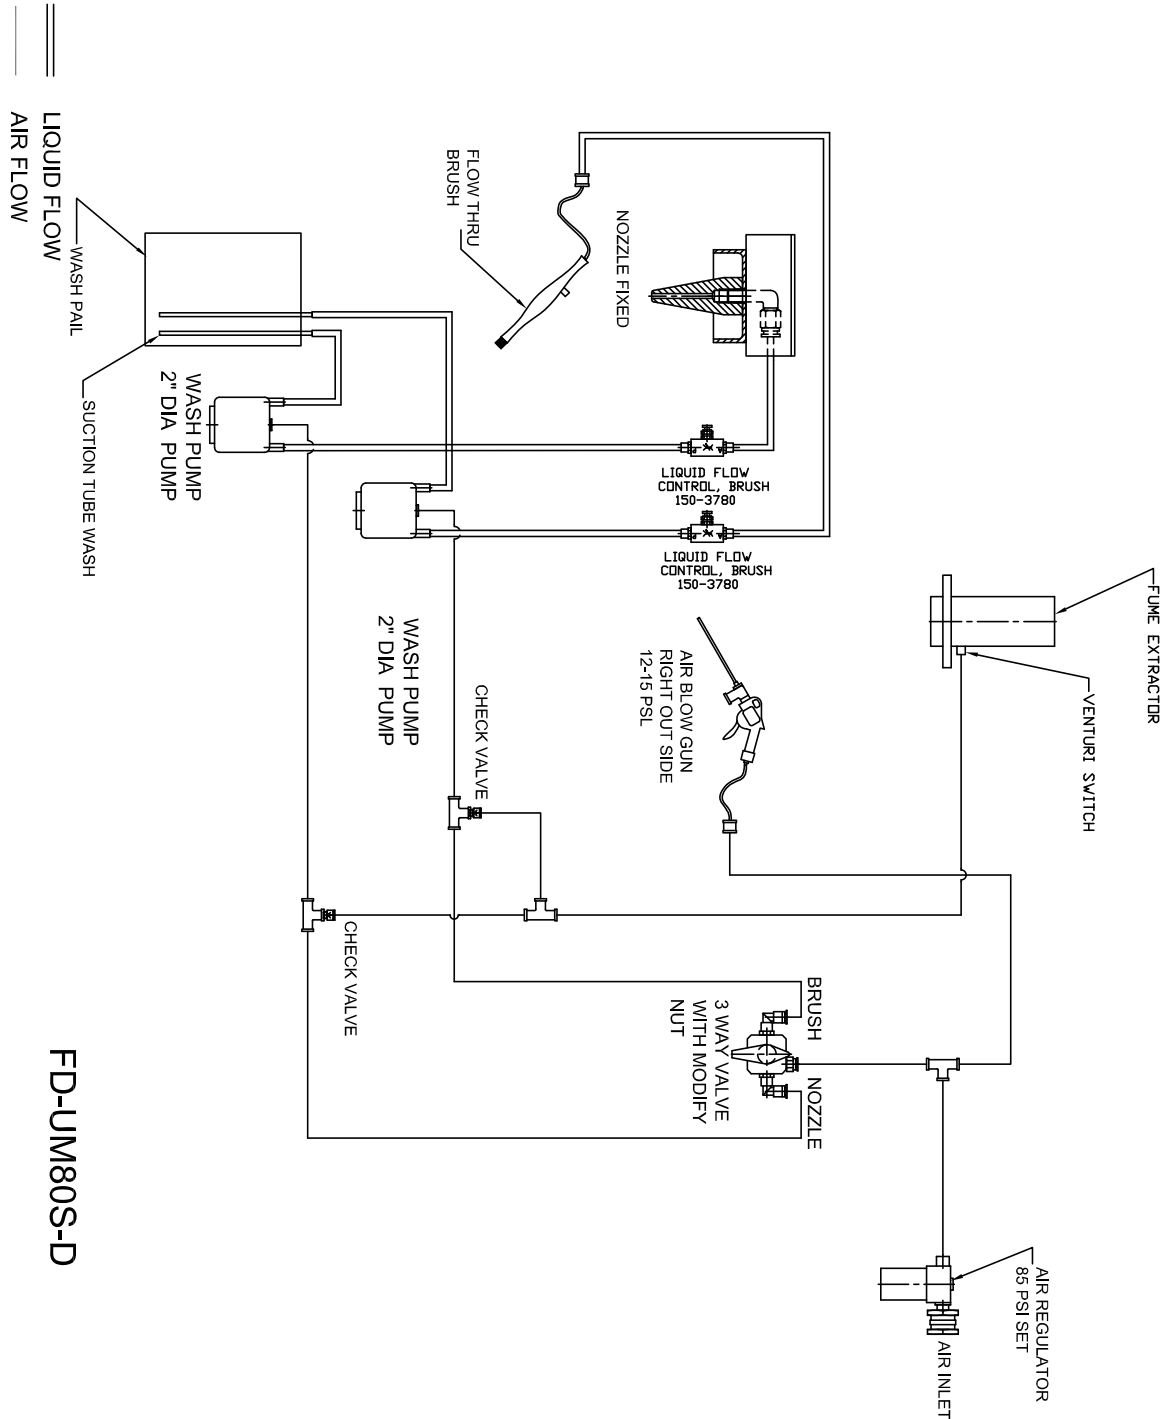 FUME EXTRACTOR
VENTURI SWITCH
AIR REGULATOR
85 PSI SET
AIR INLET
AIR BLOW GUN
RIGHT OUT SIDE
12-15 PSL
BRUSH
NOZZLE
3 WAY VALVE
WITH MODIFY
NUT
LIQUID FLOW
CONTROL, BRUSH
150-3780
LIQUID FLOW
CONTROL, BRUSH
150-3780
NOZZLE FIXED
FLOW THRU
BRUSH
CHECK VALVE
CHECK VALVE
WASH PUMP
2" DIA PUMP
WASH PUMP
2" DIA PUMP
WASH PAIL
SUCTION TUBE WASH
LIQUID FLOW
AIR FLOW
FD-UM80S-D